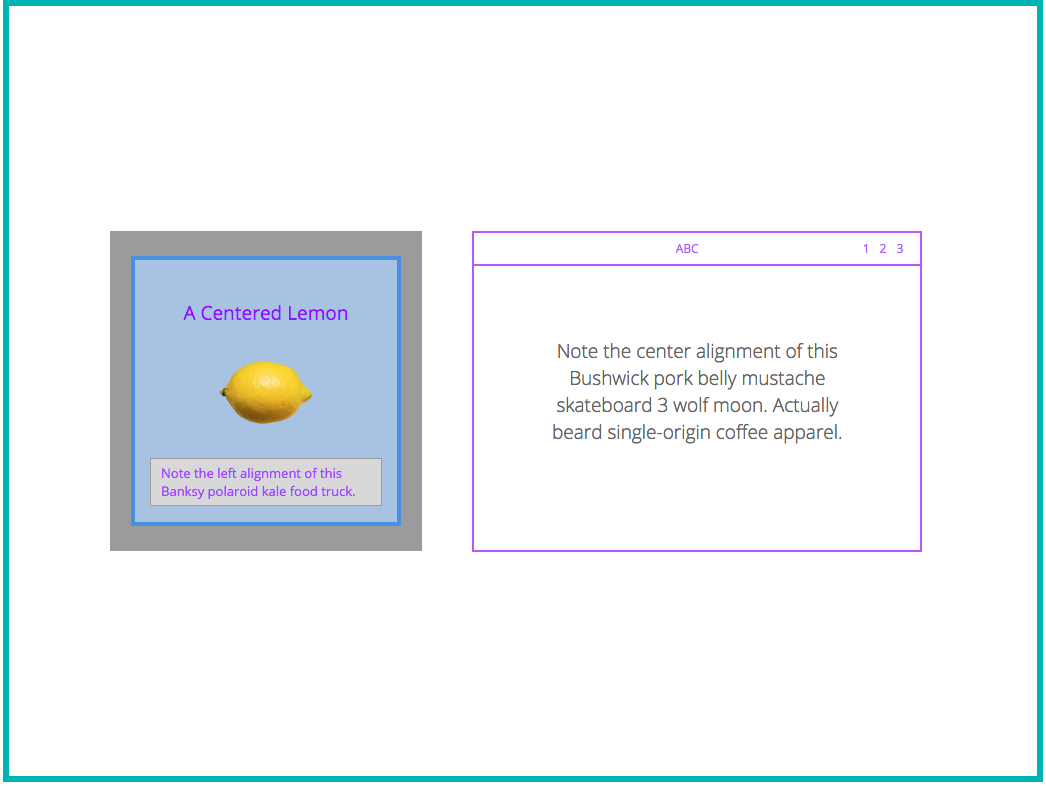 A Centered Lemon
Note the left alignment of this
Banksy polaroid kale food truck.
ABC
1 2 3
Note the center alignment of this
Bushwick pork belly mustache
skateboard 3 wolf moon. Actually
beard single-origin coffee apparel.